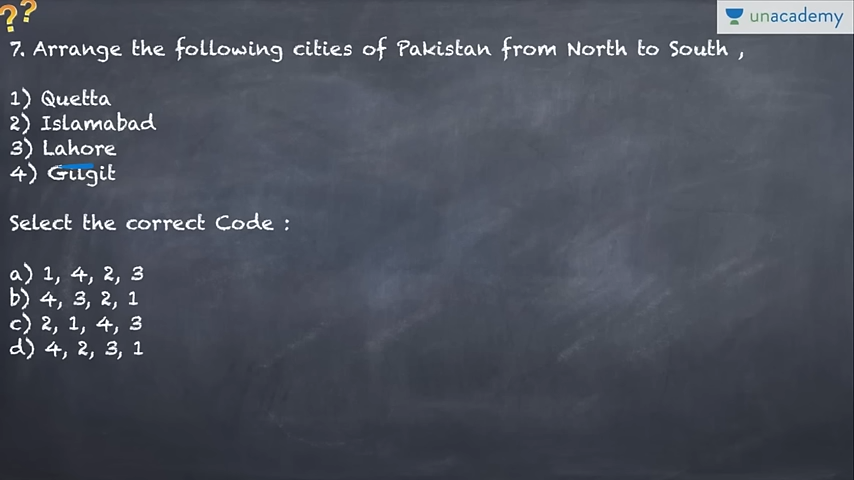 ??
unacademy
7. Arrange the following cities of Pakistan from North to South ,
1) Quetta
2) Islamabad
3) Lahore
4) Gilgit
Select the correct Code :
a) 1, 4, 2, 3
b) 4, 3, 2, 1
c) 2, 1, 4, 3
d) 4, 2, 3, 1